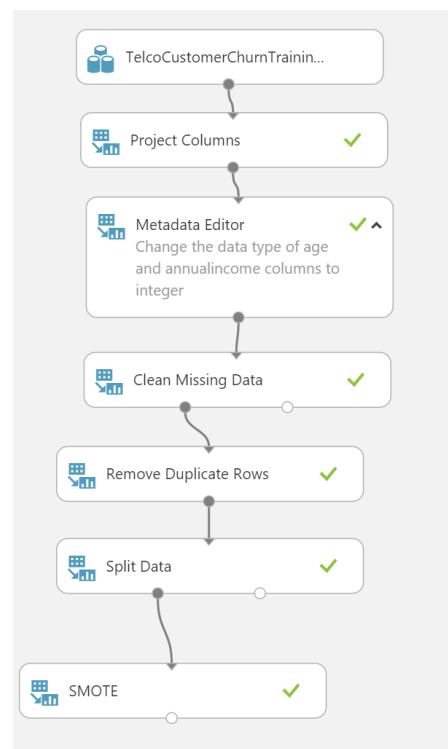 TelcoCustomerChurnTrainin...
Project Columns
Metadata Editor
Change the data type of age
and annualincome columns to
integer
Clean Missing Data
Remove Duplicate Rows
Split Data
SMOTE